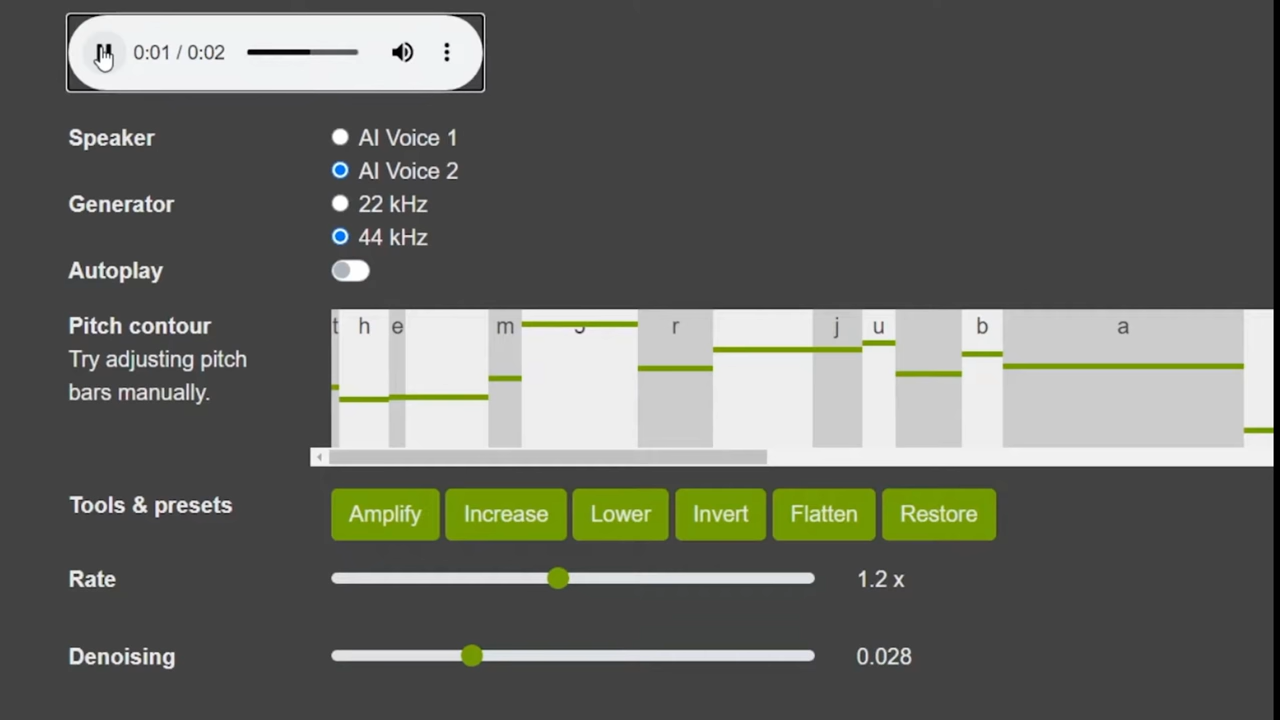 0:01 / 0:02
Speaker
AI Voice 1
AI Voice 2
Generator
22 kHz
44 kHz
Autoplay
Pitch contour
Try adjusting pitch
bars manually.
t h e m r j u b a
Tools & presets
Amplify Increase Lower Invert Flatten Restore
Rate
1.2 x
Denoising
0.028